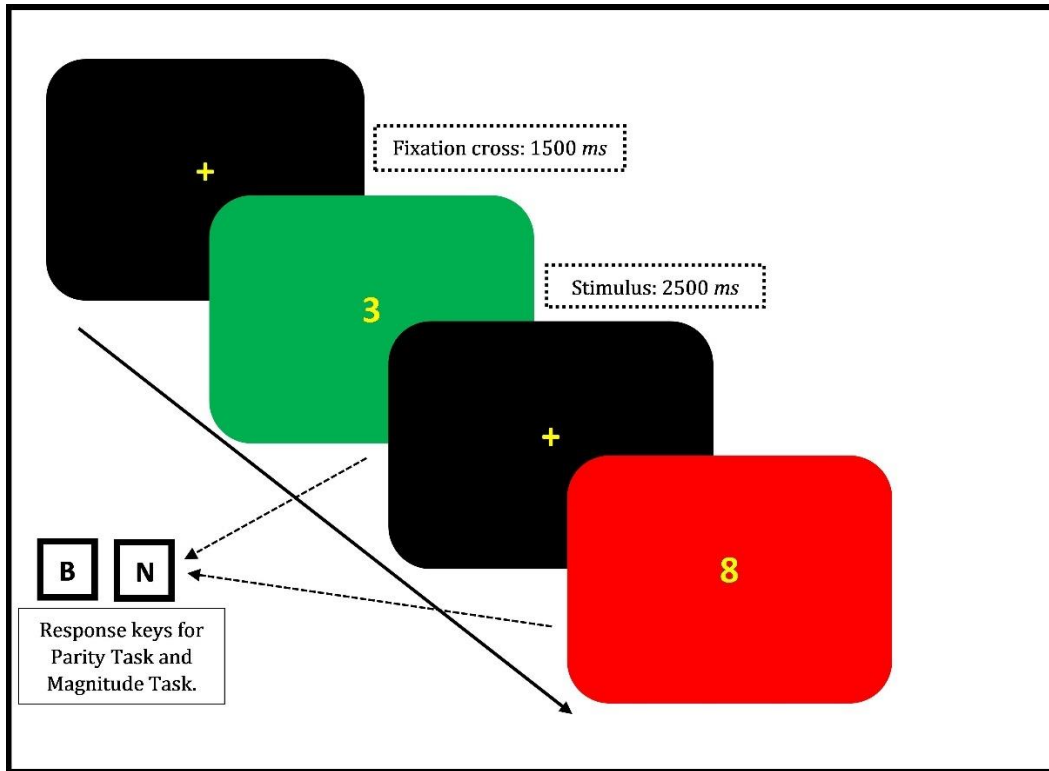 +
Fixation cross: 1500 ms
3
Stimulus: 2500 ms
+
8
B N
Response keys for
Parity Task and
Magnitude Task.